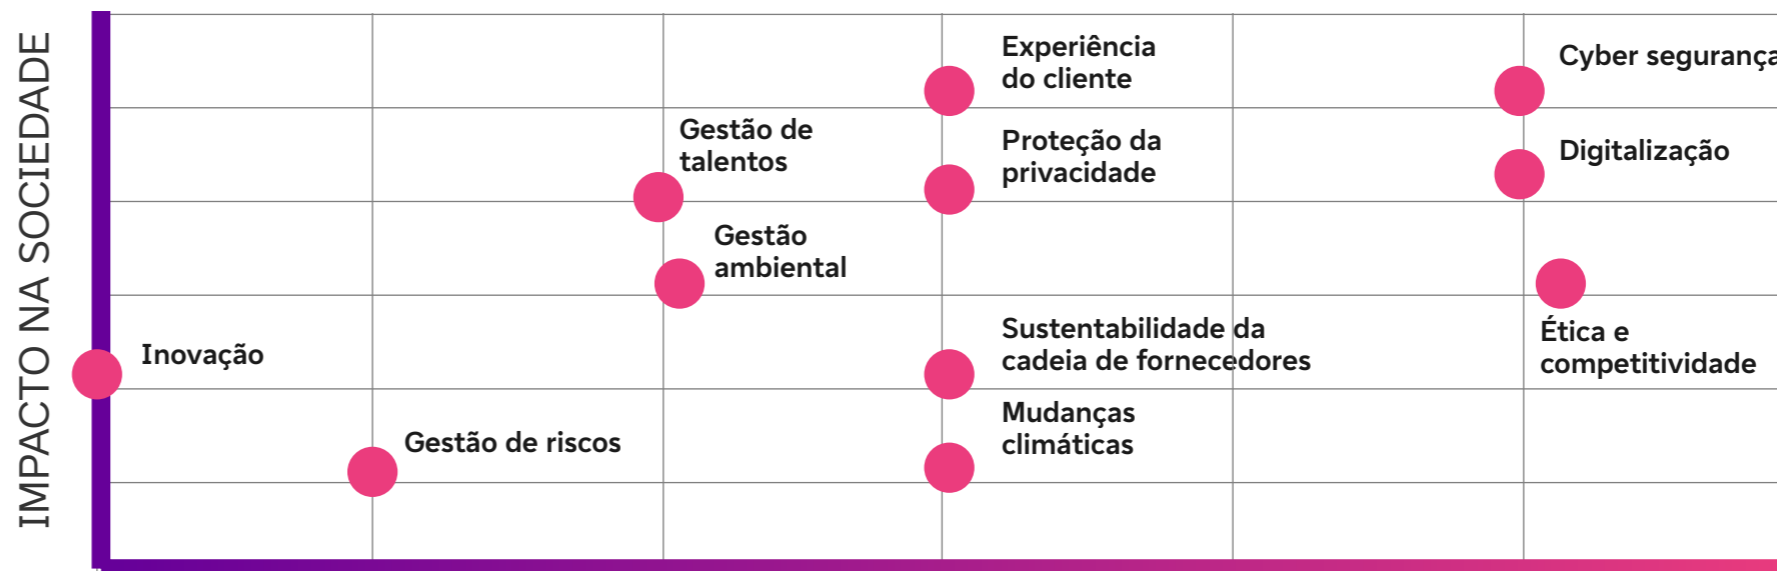 IMPACTO NA SOCIEDADE
Experiência
do cliente
Cyber segurança
Gestão de
talentos
Proteção da
privacidade
Digitalização
Gestão
ambiental
Inovação
Sustentabilidade da
cadeia de fornecedores
Ética e
competitividade
Gestão de riscos
Mudanças
climáticas